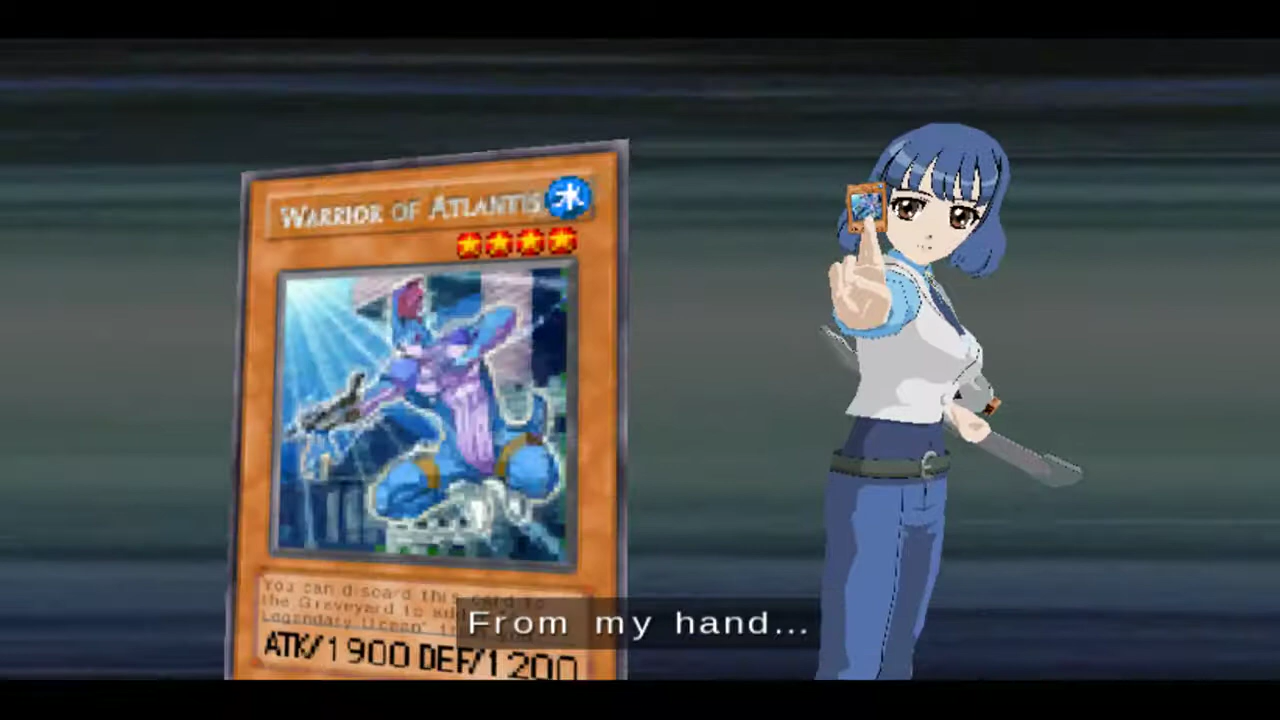 WARRIOR OF ATLANTIS 水
You can discard this card to
the Graveyard to add
Legendary Ocean"
ATK/1900 DEF/1200
From my hand...